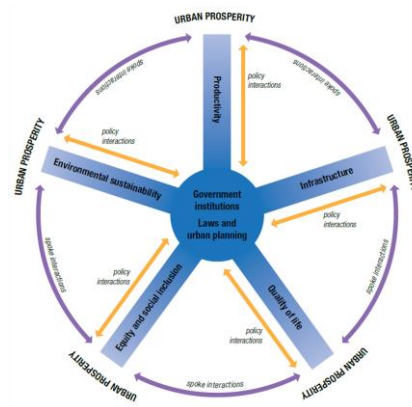 URBAN PROSPERITY
spoke interactions
spoke interactions
Productivity
policy
interactions
URBAN PROSPERITY
URBAN PROSPERITY
policy
interactions
Environmental sustainability
Infrastructure
Government
institutions
Laws and
urban planning
policy
interactions
spoke interactions
spoke interactions
policy
interactions
Equity and social inclusion
Quality of life
policy
interactions
URBAN PROSPERITY
URBAN PROSPERITY
spoke interactions